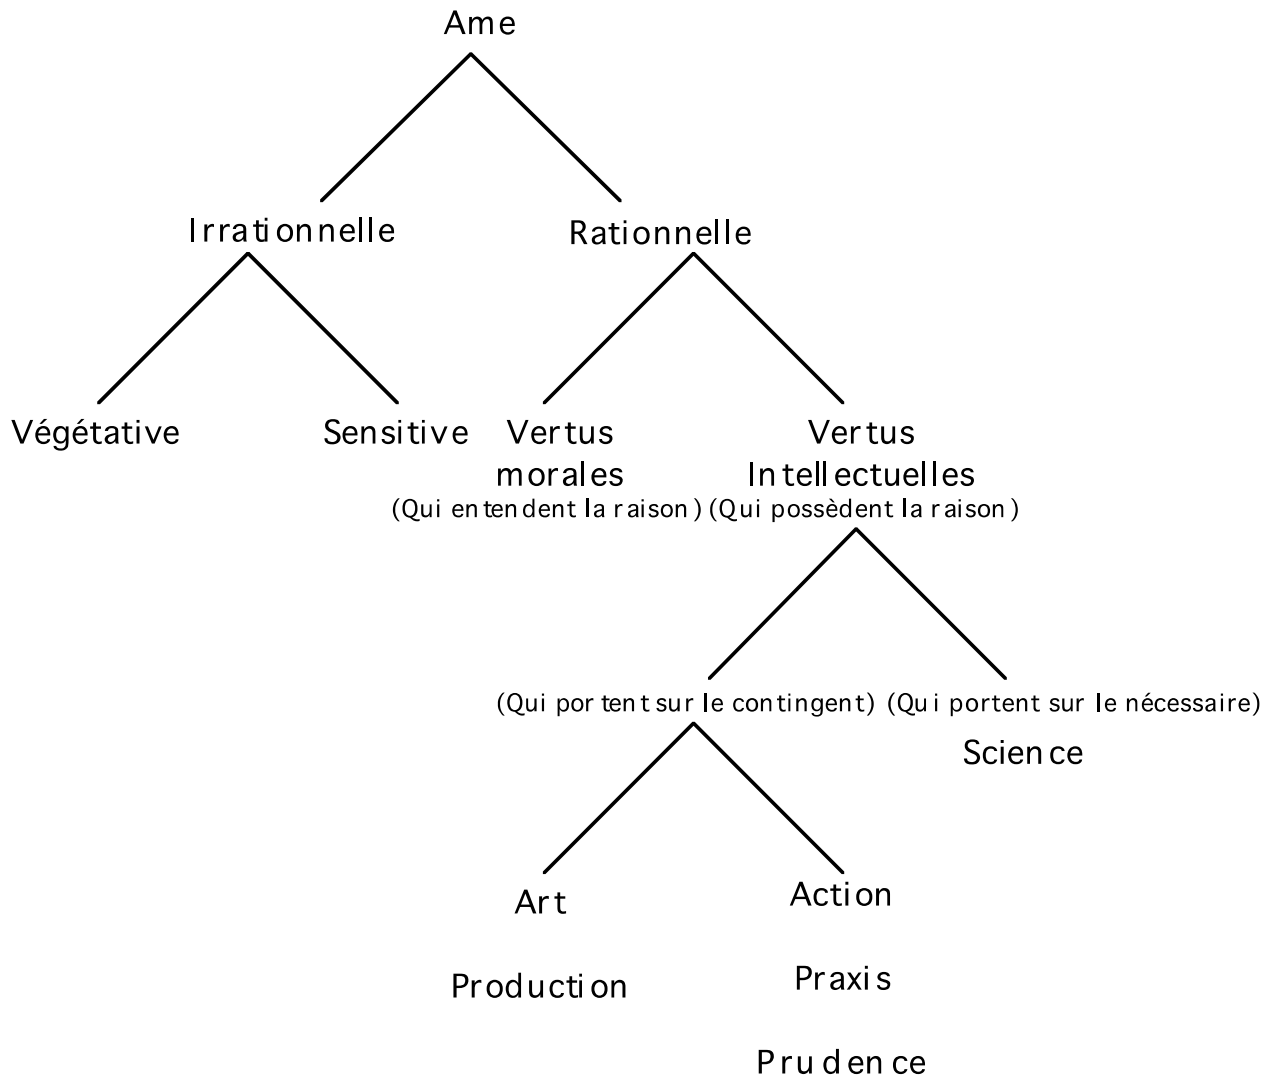 Ame
Irrationnelle
Rationnelle
Végétative
Sensitive
Vertus
morales
(Qui entendent la raison)
Vertus
Intellectuelles
(Qui possèdent la raison)
(Qui portent sur le contingent)
(Qui portent sur le nécessaire)
Science
Art
Production
Action
Praxis
Prudence